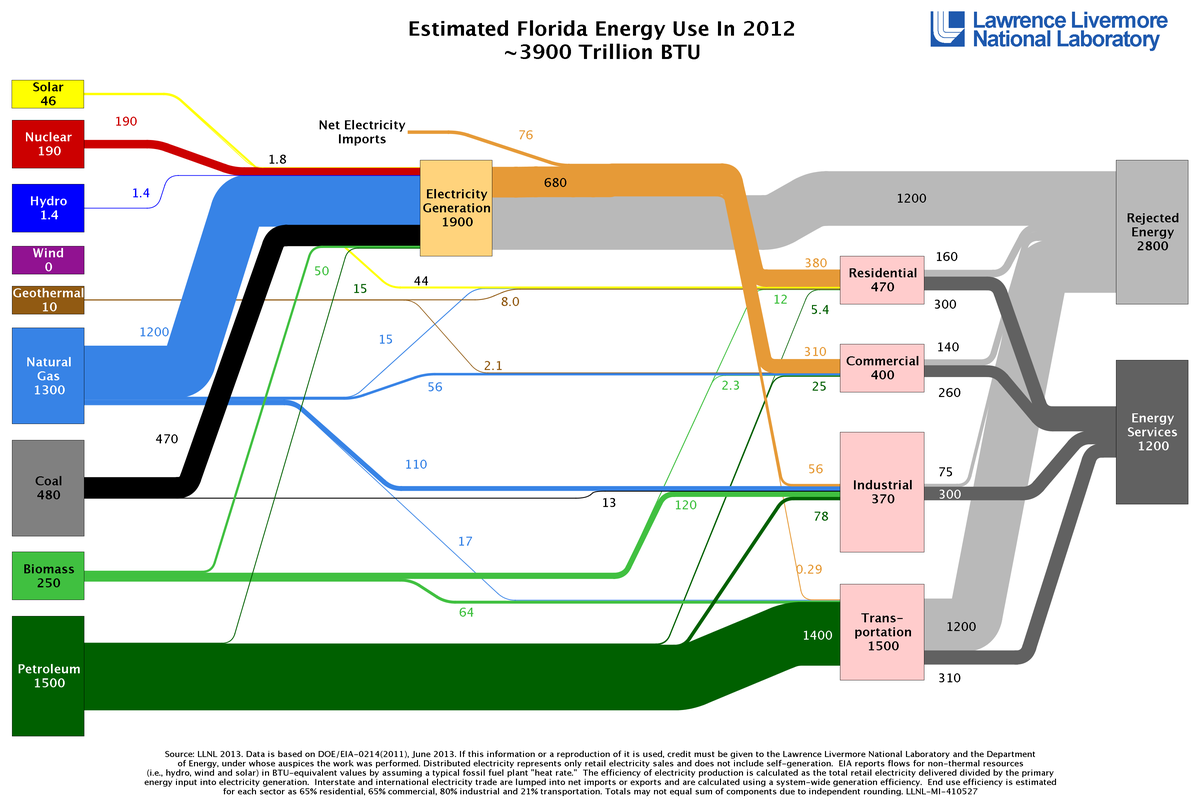 Estimated Florida Energy Use In 2012
~3900 Trillion BTU
Lawrence Livermore
National Laboratory
Solar
46
Nuclear
190
Hydro
1.4
Wind
0
Geothermal
10
Natural
Gas
1300
Coal
480
Biomass
250
Petroleum
1500
190
1.4
1200
470
Net Electricity
Imports
76
1.8
50
15
Electricity
Generation
1900
680
1200
44
8.0
15
2.1
56
110
13
17
64
380
12
5.4
310
2.3
25
56
120
78
0.29
1400
Residential
470
Commercial
400
Industrial
370
Trans-
portation
1500
160
300
140
260
75
300
1200
310
Rejected
Energy
2800
Energy
Services
1200
Source: LLNL 2013. Data is based on DOE/EIA-0214(2011), June 2013. If this information or a reproduction of it is used, credit must be given to the Lawrence Livermore National Laboratory and the Department
of Energy, under whose auspices the work was performed. Distributed electricity represents only retail electricity sales and does not include self-generation. EIA reports flows for non-thermal resources
(i.e., hydro, wind and solar) in BTU-equivalent values by assuming a typical fossil fuel plant "heat rate." The efficiency of electricity production is calculated as the total retail electricity delivered divided by the primary
energy input into electricity generation. Interstate and international electricity trade are lumped into net imports or exports and are calculated using a system-wide generation efficiency. End use efficiency is estimated
for each sector as 65% residential, 65% commercial, 80% industrial and 21% transportation. Totals may not equal sum of components due to independent rounding. LLNL-MI-410527